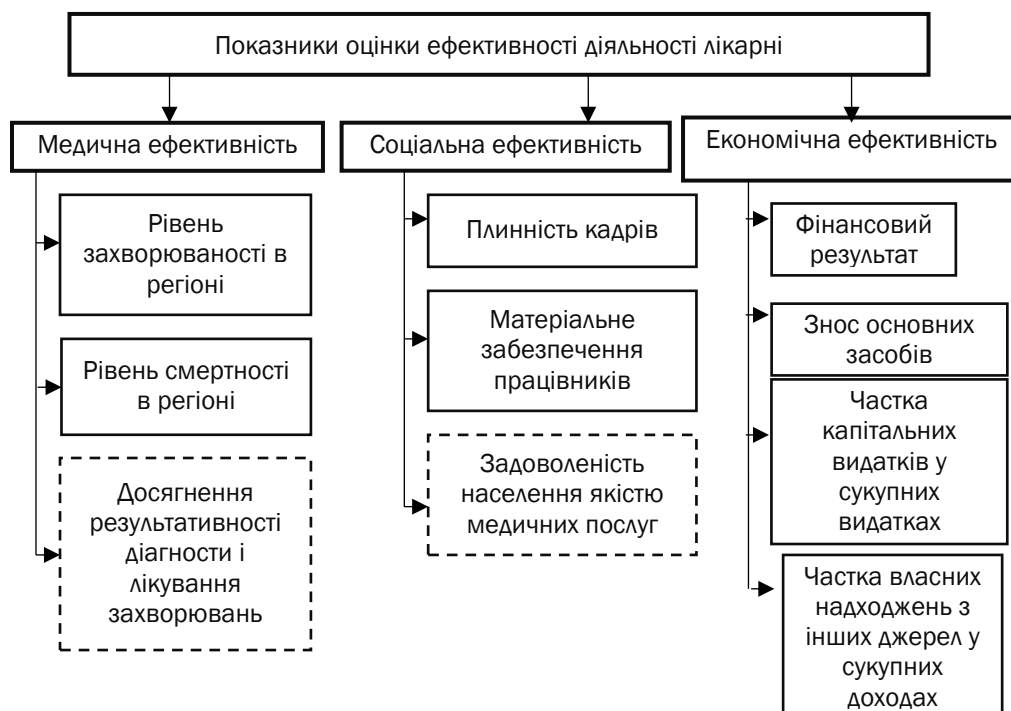 Показники оцінки ефективності діяльності лікарні
Медична ефективність
Рівень
захворюваності в
регіоні
Рівень смертності
в регіоні
Досягнення
результативності
діагности і
лікування
захворювань
Соціальна ефективність
Плинність кадрів
Матеріальне
забезпечення
працівників
Задоволеність
населення якістю
медичних послуг
Економічна ефективність
Фінансовий
результат
Знос основних
засобів
Частка
капітальних
видатків у
сукупних
видатках
Частка власних
надходжень з
інших джерел у
сукупних
доходах